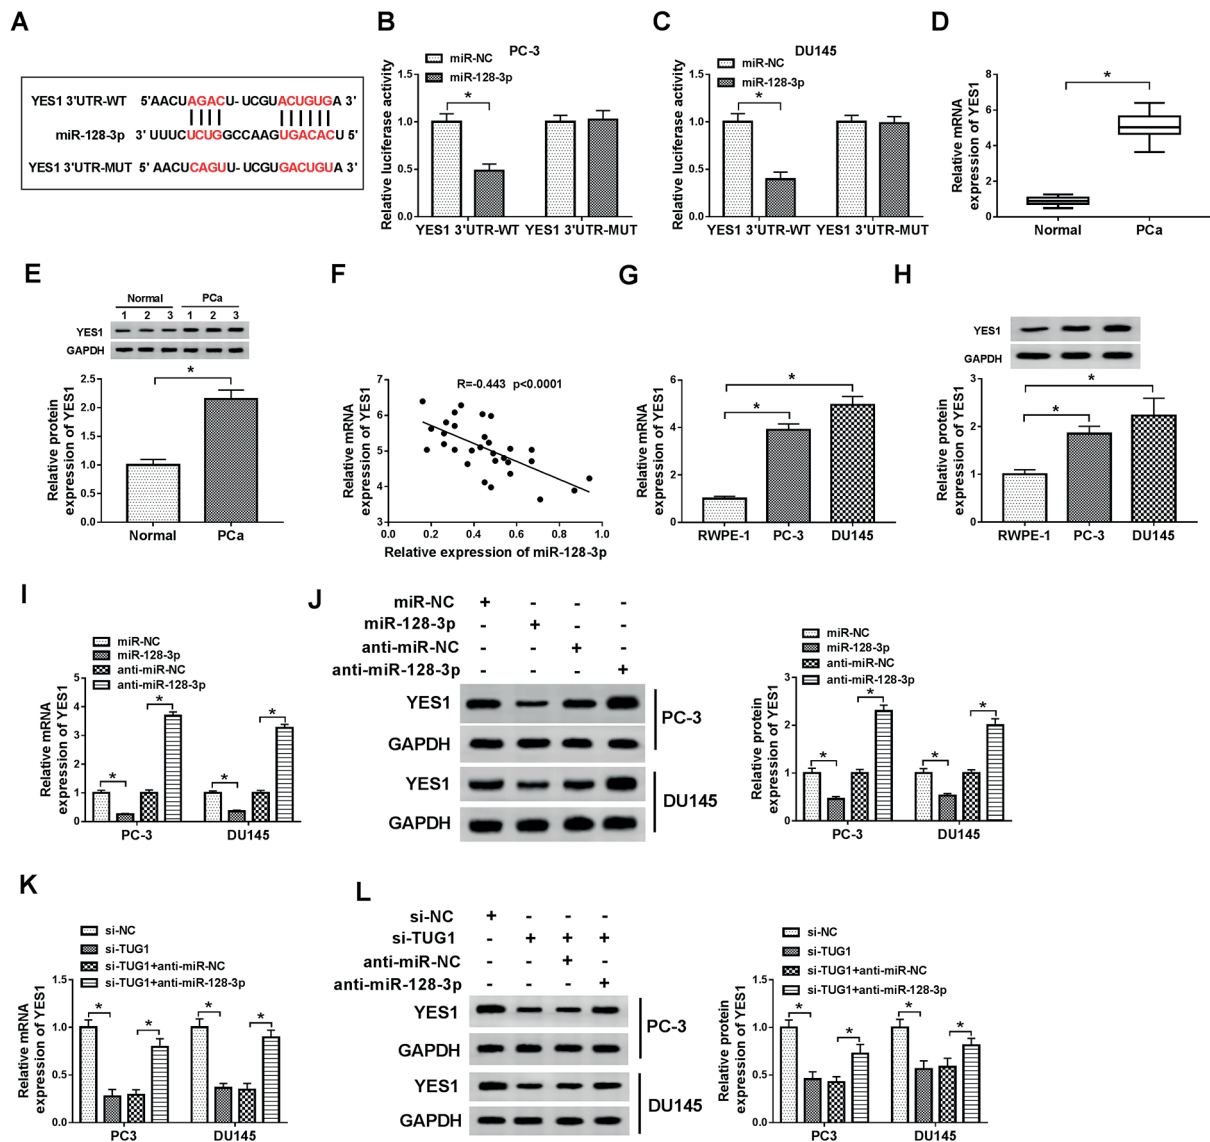 A
YES1 3'UTR-WT 5'AACUAGACU- UCGUACUGUGA 3'
miR-128-3p 3' UUUCUCUGGCCAAGUGACACU 5'
YES1 3'UTR-MUT 5' AACUCAGUU- UCGUGACUGUA 3'
B
PC-3
miR-NC
miR-128-3p
Relative luciferase activity
1.5
1.0
0.5
0.0
*
YES1 3'UTR-WT YES1 3'UTR-MUT
C
DU145
miR-NC
miR-128-3p
Relative luciferase activity
1.5
1.0
0.5
0.0
*
YES1 3'UTR-WT YES1 3'UTR-MUT
D
Relative mRNA
expression of YES1
8
6
4
2
0
*
Normal PCa
E
Normal PCa
1 2 3 1 2 3
YES1
GAPDH
Relative protein
expression of YES1
2.5
2.0
1.5
1.0
0.5
0.0
*
Normal PCa
F
R=-0.443 p<0.0001
Relative mRNA
expression of YES1
7
6
5
4
3
0.0 0.2 0.4 0.6 0.8 1.0
Relative expression of miR-128-3p
G
Relative mRNA
expression of YES1
6
4
2
0
*
*
RWPE-1 PC-3 DU145
H
YES1
GAPDH
Relative protein
expression of YES1
3
2
1
0
*
*
RWPE-1 PC-3 DU145
I
miR-NC
miR-128-3p
anti-miR-NC
anti-miR-128-3p
Relative mRNA
expression of YES1
5
4
3
2
1
0
* * * *
PC-3 DU145
J
miR-NC + - - -
miR-128-3p - + - -
anti-miR-NC - - + -
anti-miR-128-3p - - - +
YES1
GAPDH
PC-3
YES1
GAPDH
DU145
miR-NC
miR-128-3p
anti-miR-NC
anti-miR-128-3p
Relative protein
expression of YES1
3
2
1
0
* * * *
PC-3 DU145
K
si-NC
si-TUG1
si-TUG1+anti-miR-NC
si-TUG1+anti-miR-128-3p
Relative mRNA
expression of YES1
1.5
1.0
0.5
0.0
* * * *
PC3 DU145
L
si-NC + - - -
si-TUG1 - + + +
anti-miR-NC - - + -
anti-miR-128-3p - - - +
YES1
GAPDH
PC-3
YES1
GAPDH
DU145
si-NC
si-TUG1
si-TUG1+anti-miR-NC
si-TUG1+anti-miR-128-3p
Relative protein
expression of YES1
1.5
1.0
0.5
0.0
* * * *
PC3 DU145